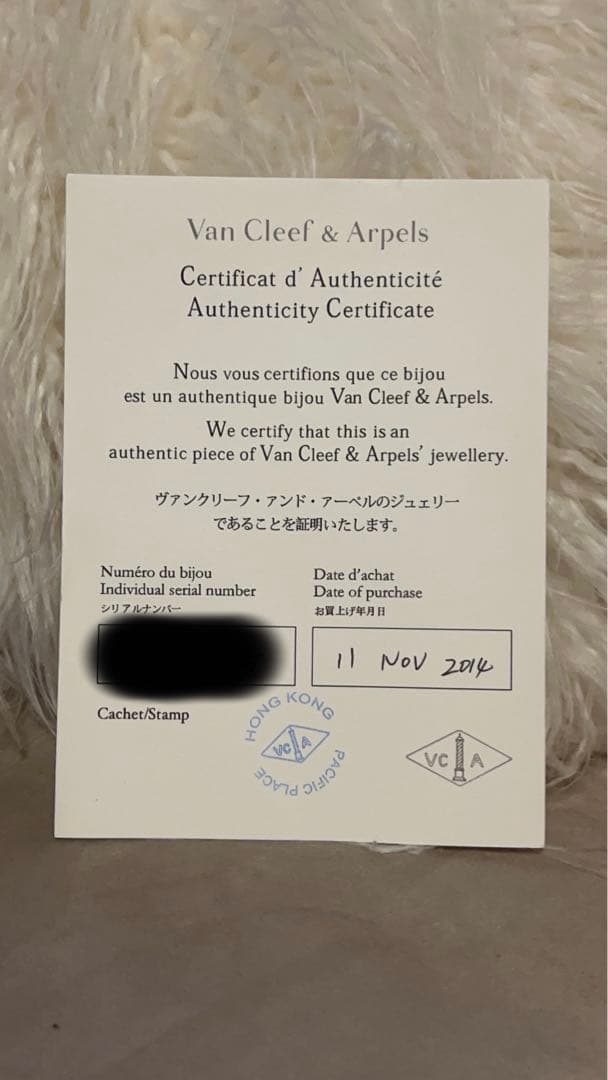 Van Cleef & Arpels
Certificat d' Authenticité
Authenticity Certificate
Nous vous certifions que ce bijou
est un authentique bijou Van Cleef & Arpels.
We certify that this is an
authentic piece of Van Cleef & Arpels' jewellery.
ヴァンクリーフ・アンド・アーペルのジュエリー
であることを証明いたします。
Numéro du bijou
Individual serial number
シリアルナンバー
Date d'achat
Date of purchase
お買上げ年月日
11 NOV 2014
Cachet/Stamp
HONG KONG
VC A
PACIFIC PLACE
VC A